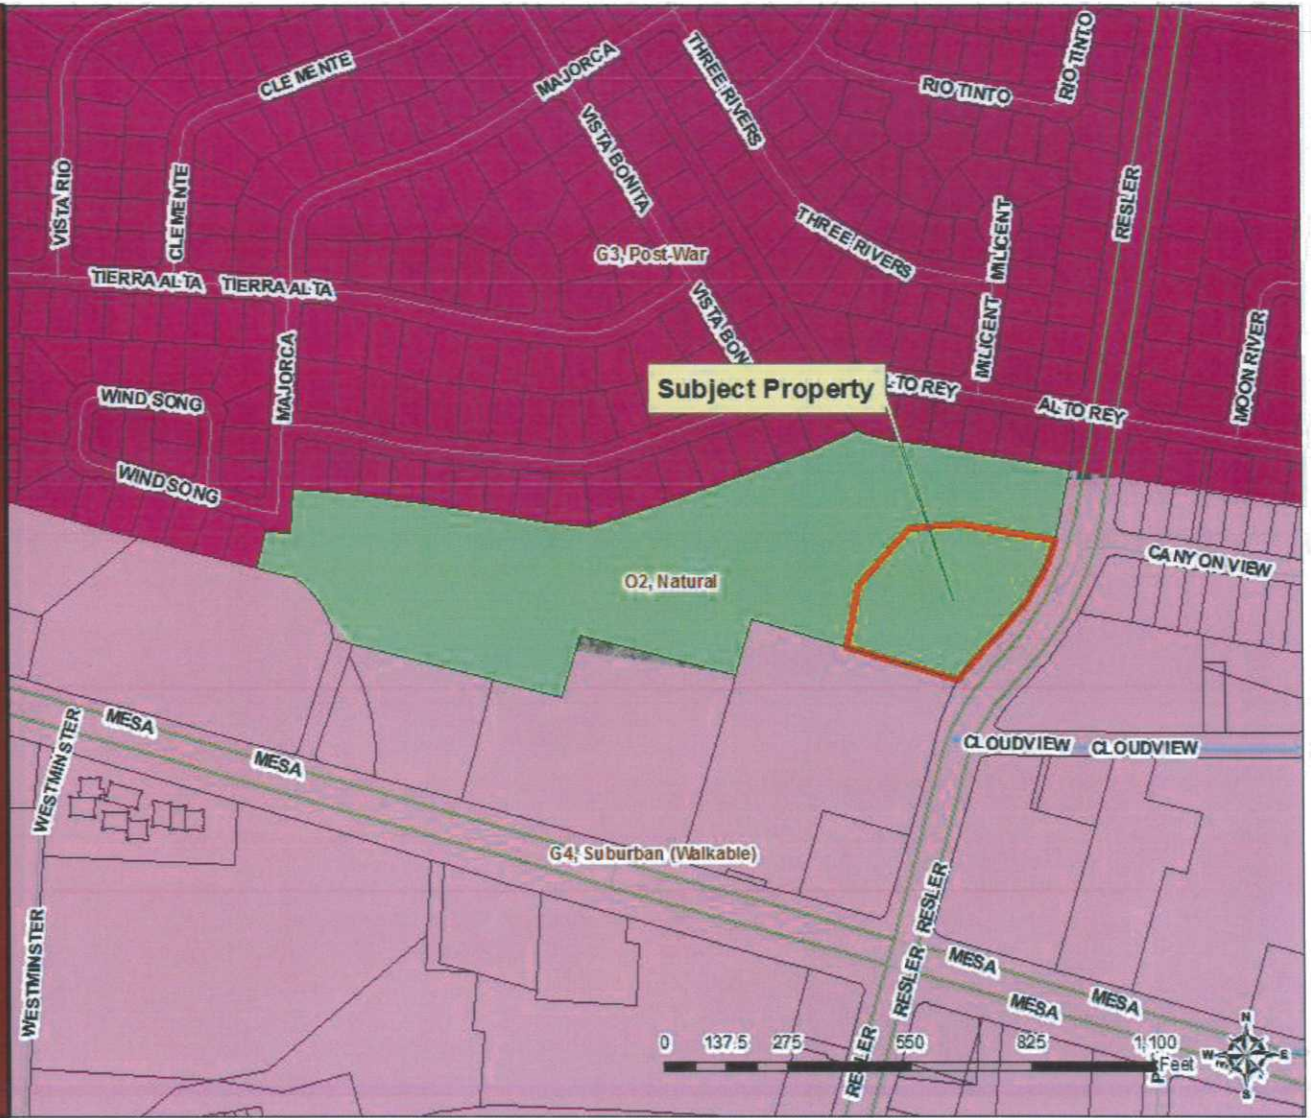 CLEMENTE
MAJORCA
THREE RIVERS
RIO TINTO
RIO TINTO
VISTA RIO
CLEMENTE
VISTA BONITA
RESLER
THREE RIVERS
MILICENT
G3, Post-War
TIERRA ALTA
TIERRA ALTA
VISTA BON
MILICENT
MOON RIVER
MAJORCA
WIND SONG
Subject Property
LTO REY
ALTO REY
WIND SONG
CANYON VIEW
O2, Natural
MESA
MESA
WESTMINSTER
CLOUDVIEW
CLOUDVIEW
G4, Suburban (Walkable)
RESLER
WESTMINSTER
RESLER
MESA
MESA
MESA
RESLER
0 137.5 275 550 825 1,100
Feet
N
W E
S